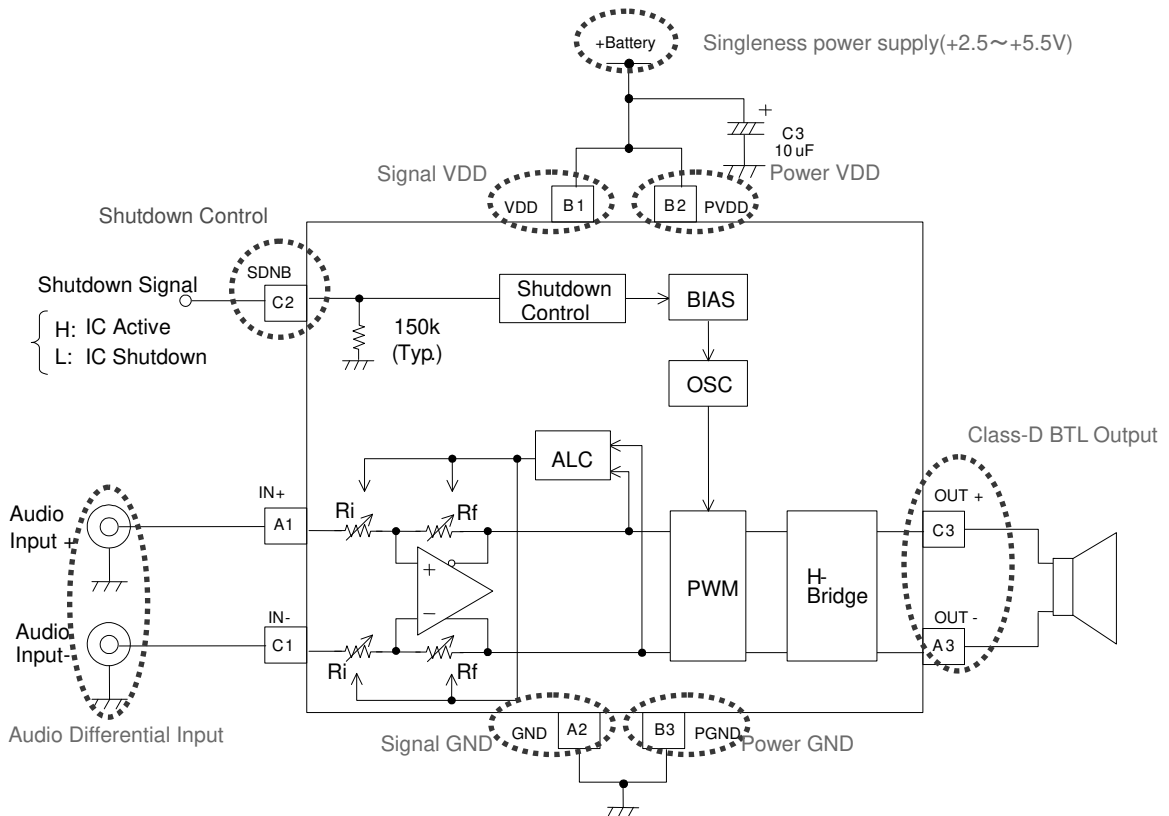 +Battery
Singleness power supply(+2.5～+5.5V)
+
C3
10 uF
Signal VDD
Power VDD
VDD
B1
B2
PVDD
Shutdown Control
SDNB
Shutdown Signal
C2
H: IC Active
L: IC Shutdown
150k
(Typ.)
Shutdown
Control
BIAS
OSC
Class-D BTL Output
ALC
Audio
Input +
IN+
A1
Ri
Rf
OUT +
C3
+
−
PWM
H-
Bridge
Audio
Input-
IN-
C1
Ri
Rf
OUT -
A3
Audio Differential Input
Signal GND
GND
A2
B3
PGND
Power GND